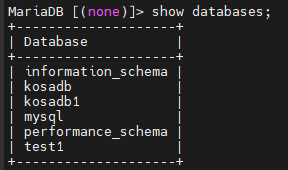 MariaDB [(none)]> show databases;
+--------------------+
| Database           |
+--------------------+
| information_schema |
| kosadb             |
| kosadb1            |
| mysql              |
| performance_schema |
| test1              |
+--------------------+